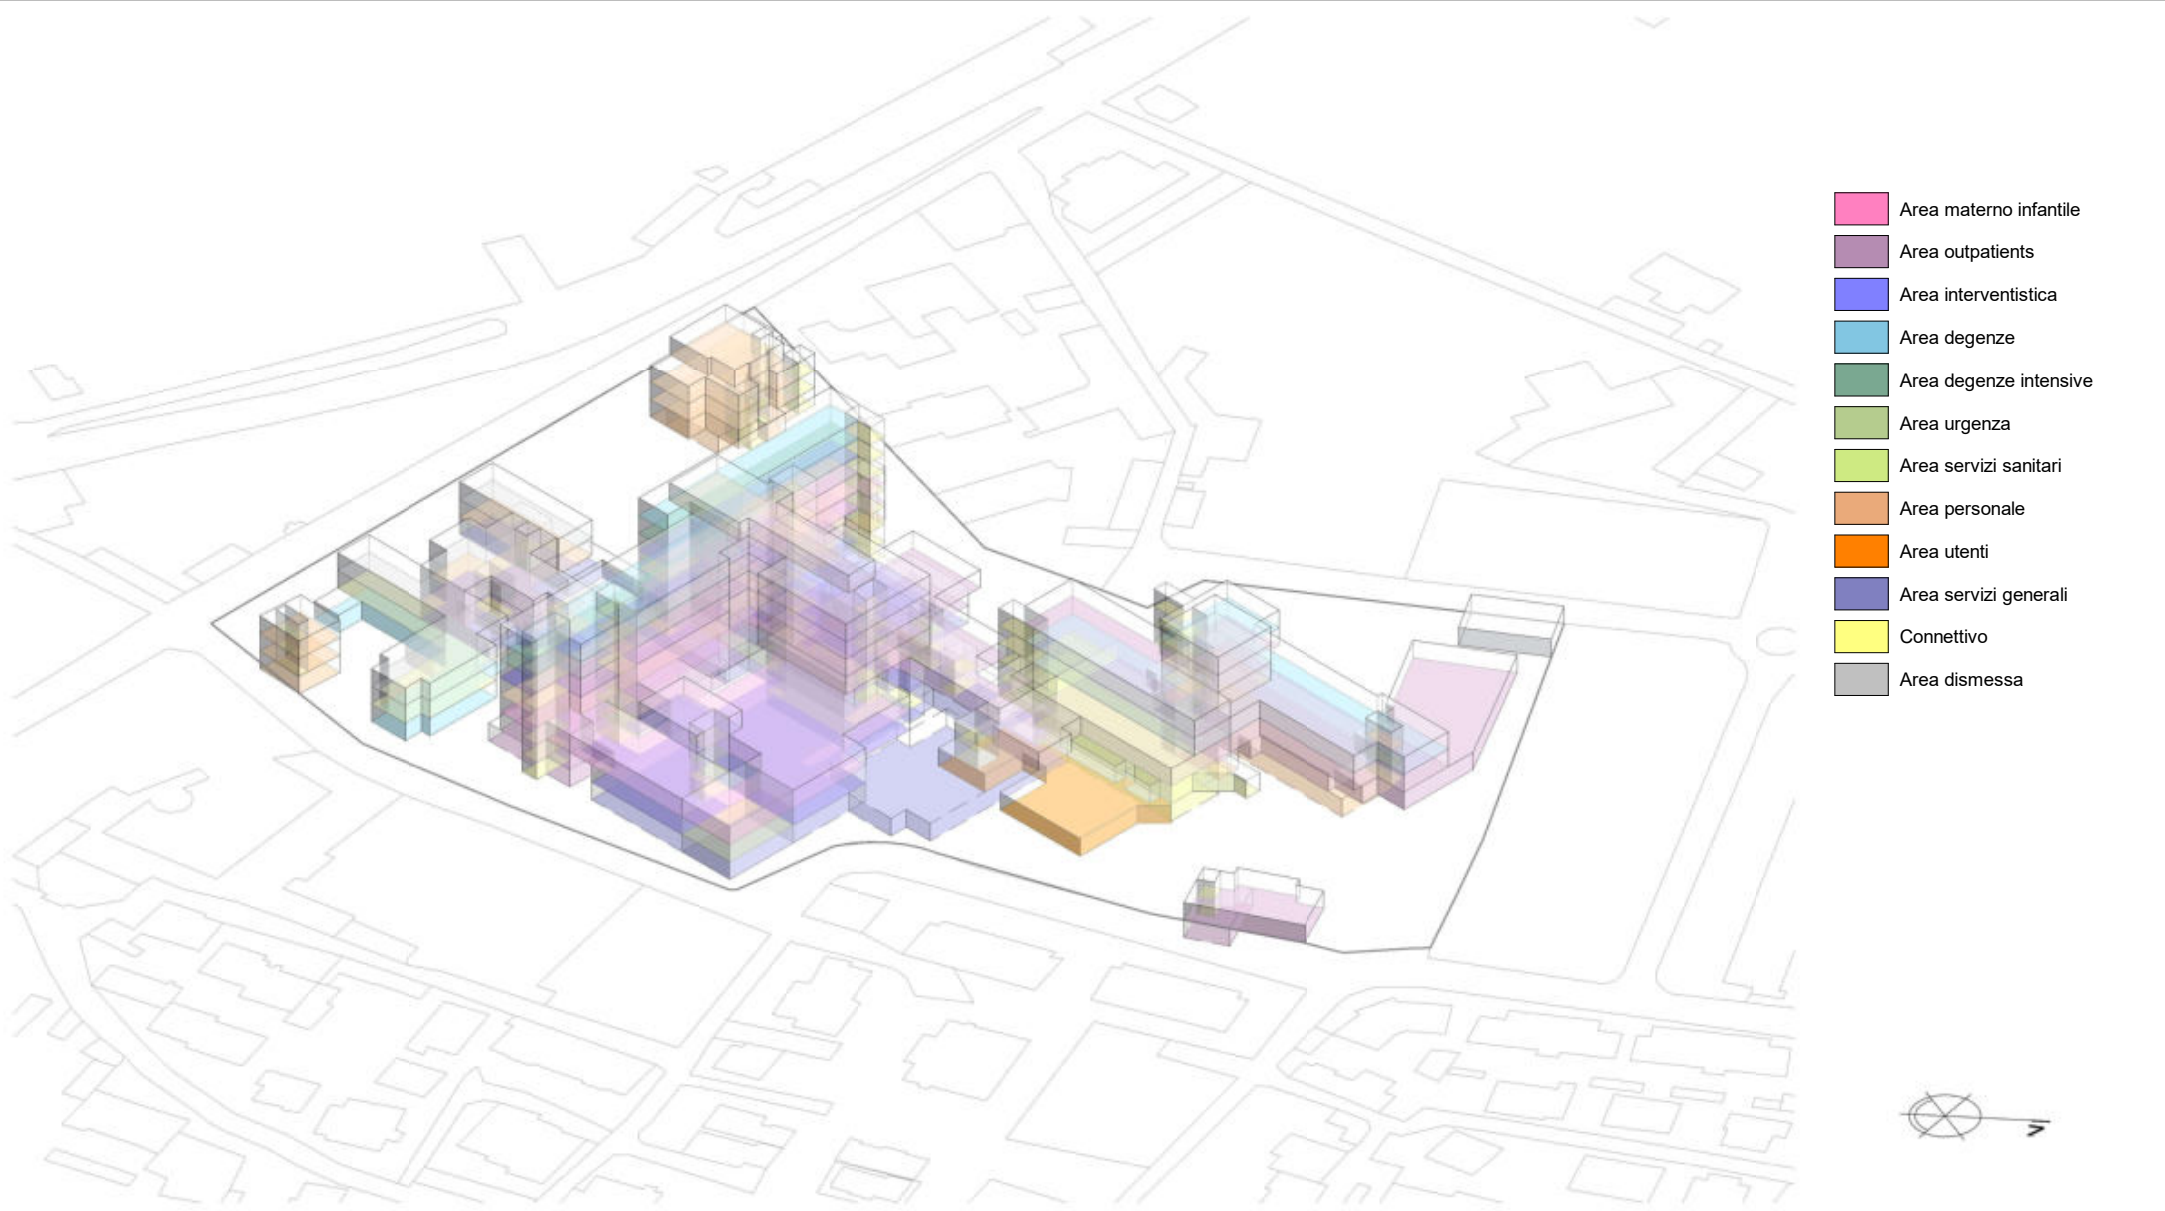 Area materno infantile
Area outpatients
Area interventistica
Area degenze
Area degenze intensive
Area urgenza
Area servizi sanitari
Area personale
Area utenti
Area servizi generali
Connettivo
Area dismessa